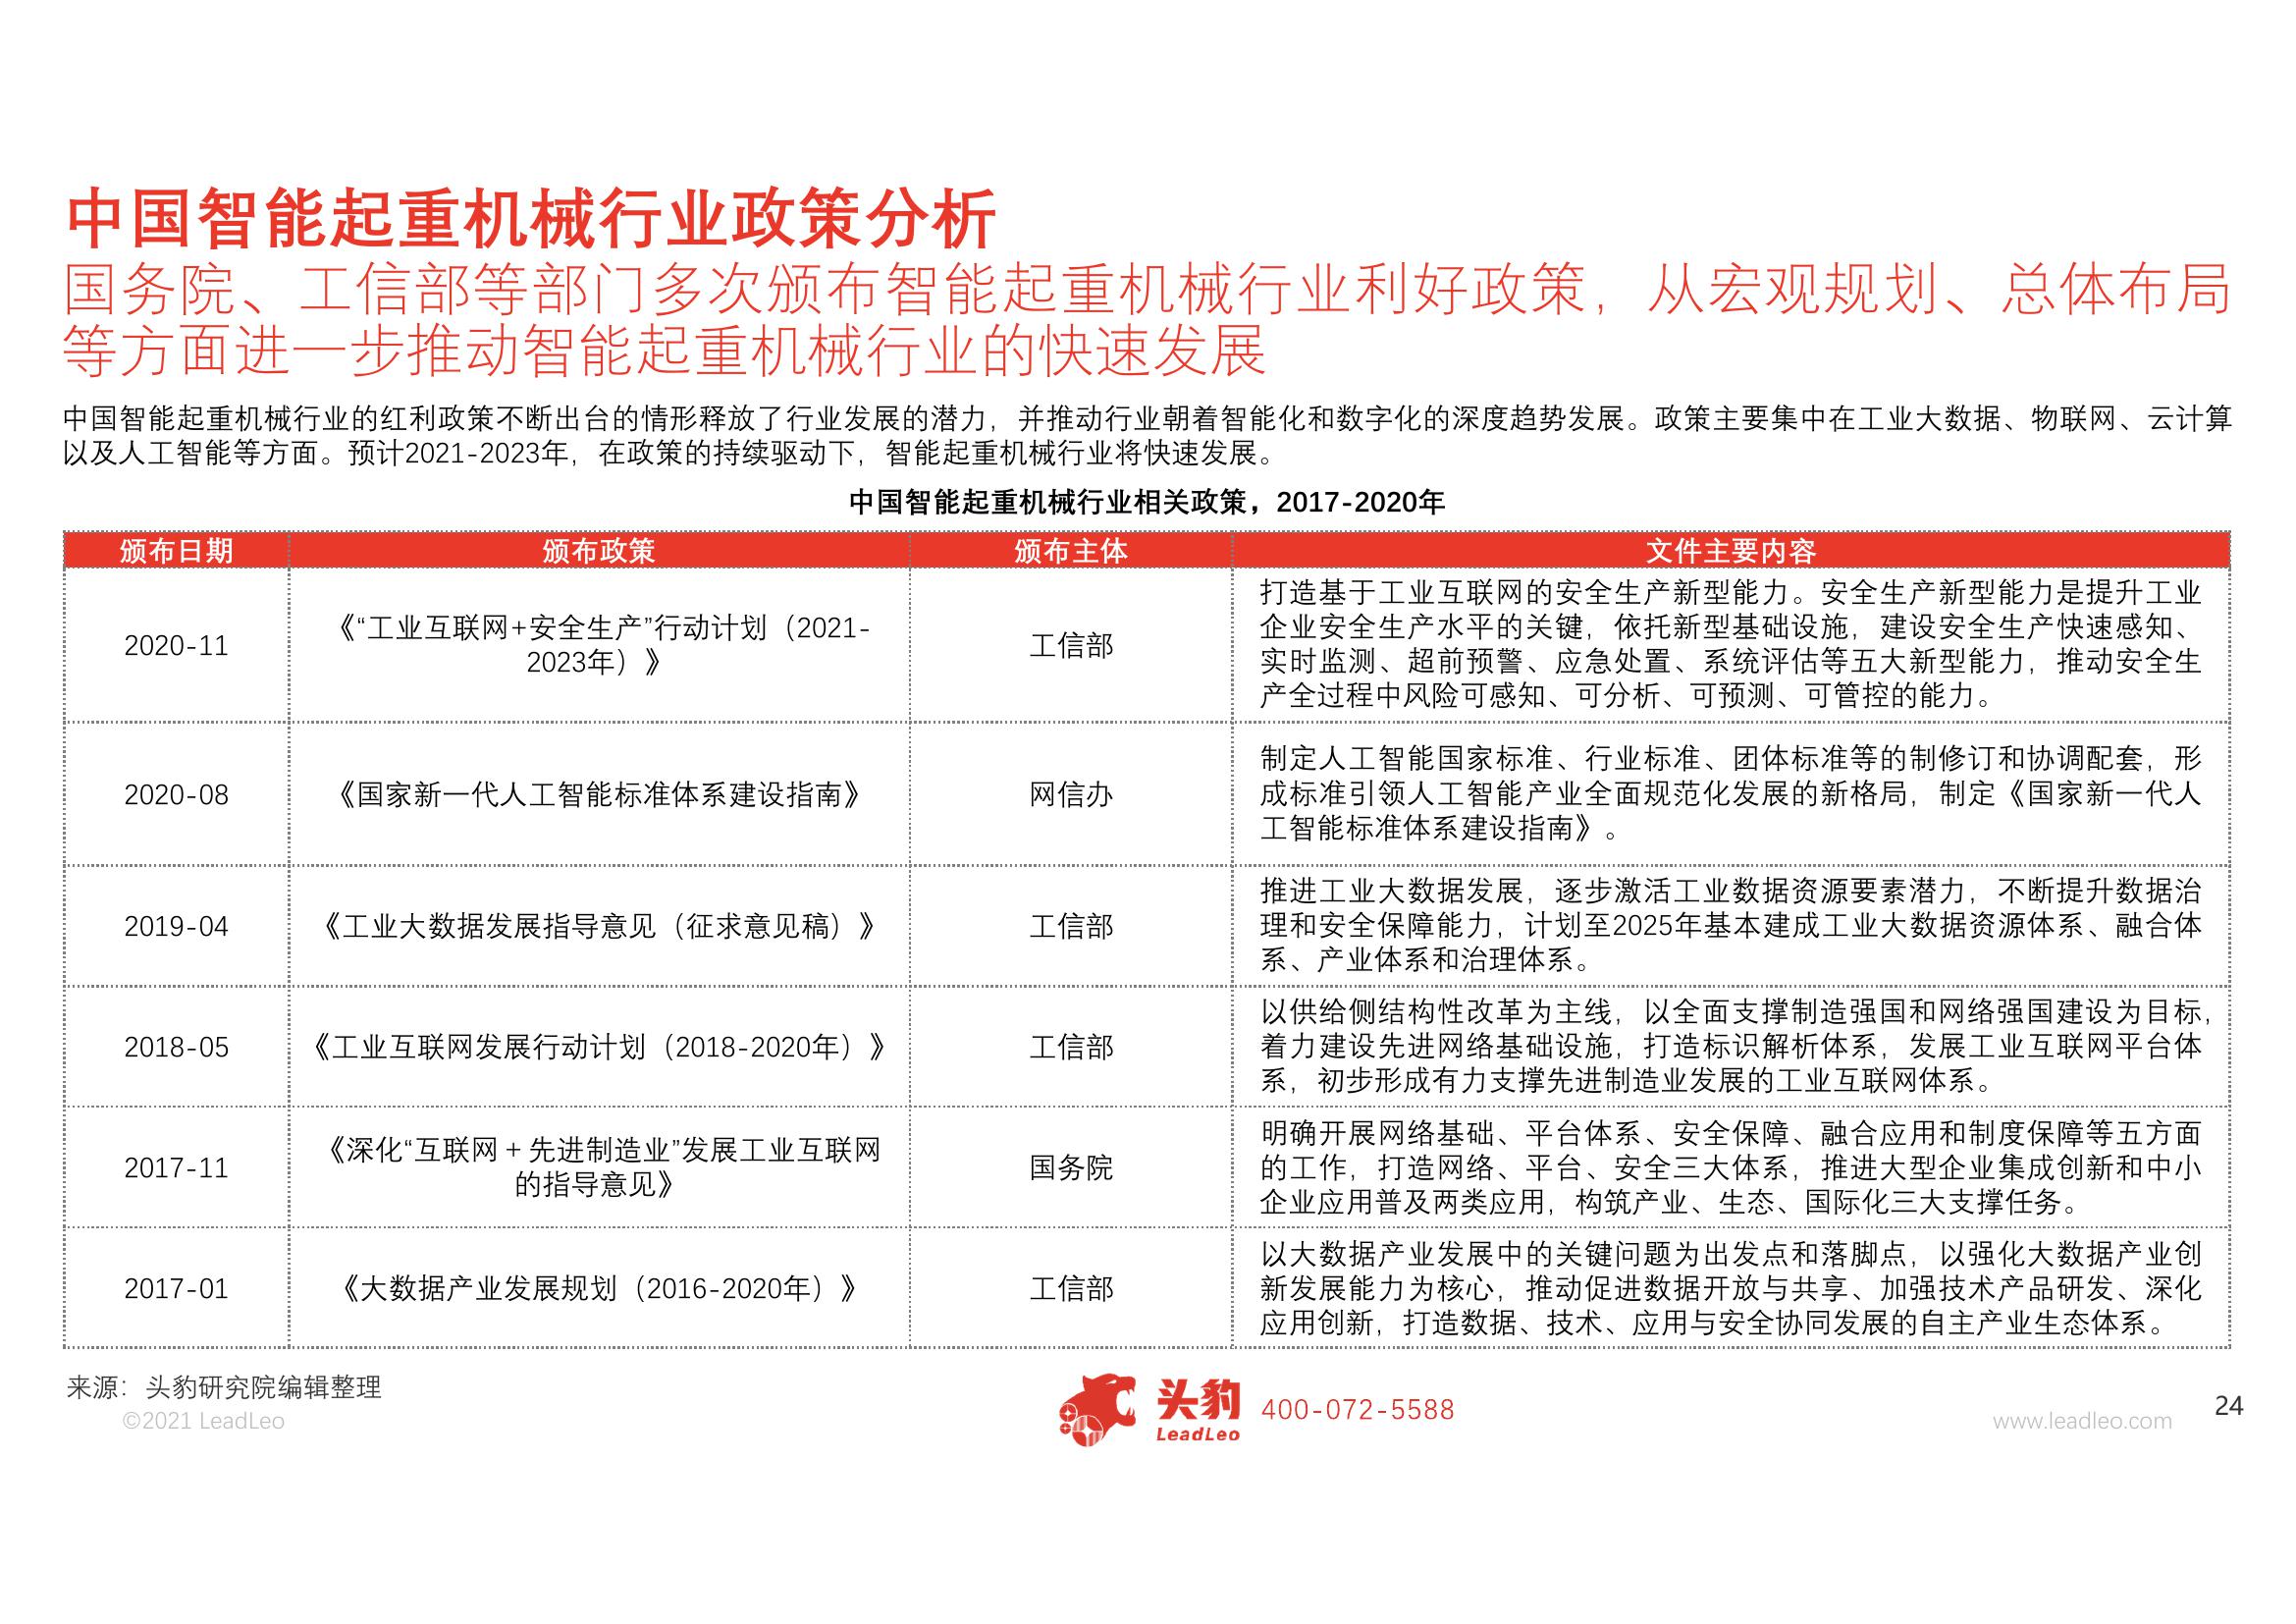 中国智能起重机械行业政策分析
国务院、工信部等部门多次颁布智能起重机械行业利好政策，从宏观规划、总体布局
等方面进一步推动智能起重机械行业的快速发展
中国智能起重机械行业的红利政策不断出台的情形释放了行业发展的潜力，并推动行业朝着智能化和数字化的深度趋势发展。政策主要集中在工业大数据、物联网、云计算
以及人工智能等方面。预计2021-2023年，在政策的持续驱动下，智能起重机械行业将快速发展。
中国智能起重机械行业相关政策，2017-2020年
颁布日期 颁布政策 颁布主体 文件主要内容
2020-11
《“工业互联网+安全生产”行动计划（2021-
2023年）》
工信部
打造基于工业互联网的安全生产新型能力。安全生产新型能力是提升工业
企业安全生产水平的关键，依托新型基础设施，建设安全生产快速感知、
实时监测、超前预警、应急处置、系统评估等五大新型能力，推动安全生
产全过程中风险可感知、可分析、可预测、可管控的能力。
2020-08
《国家新一代人工智能标准体系建设指南》
网信办
制定人工智能国家标准、行业标准、团体标准等的制修订和协调配套，形
成标准引领人工智能产业全面规范化发展的新格局，制定《国家新一代人
工智能标准体系建设指南》。
2019-04
《工业大数据发展指导意见（征求意见稿）》
工信部
推进工业大数据发展，逐步激活工业数据资源要素潜力，不断提升数据治
理和安全保障能力，计划至2025年基本建成工业大数据资源体系、融合体
系、产业体系和治理体系。
2018-05
《工业互联网发展行动计划（2018-2020年）》
工信部
以供给侧结构性改革为主线，以全面支撑制造强国和网络强国建设为目标，
着力建设先进网络基础设施，打造标识解析体系，发展工业互联网平台体
系，初步形成有力支撑先进制造业发展的工业互联网体系。
2017-11
《深化“互联网＋先进制造业”发展工业互联网
的指导意见》
国务院
明确开展网络基础、平台体系、安全保障、融合应用和制度保障等五方面
的工作，打造网络、平台、安全三大体系，推进大型企业集成创新和中小
企业应用普及两类应用，构筑产业、生态、国际化三大支撑任务。
2017-01
《大数据产业发展规划（2016-2020年）》
工信部
以大数据产业发展中的关键问题为出发点和落脚点，以强化大数据产业创
新发展能力为核心，推动促进数据开放与共享、加强技术产品研发、深化
应用创新，打造数据、技术、应用与安全协同发展的自主产业生态体系。
来源：头豹研究院编辑整理
©2021 LeadLeo
头豹
LeadLeo
400-072-5588
www.leadleo.com
24